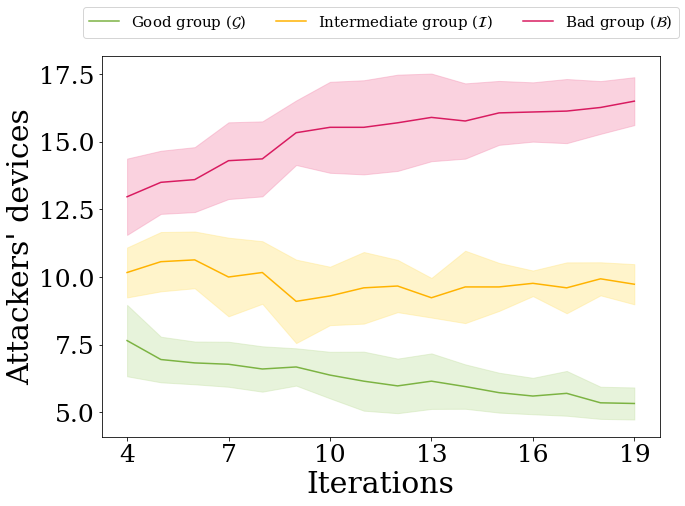 Good group (𝒢) Intermediate group (ℐ) Bad group (ℬ)
Attackers' devices
17.5
15.0
12.5
10.0
7.5
5.0
4 7 10 13 16 19
Iterations